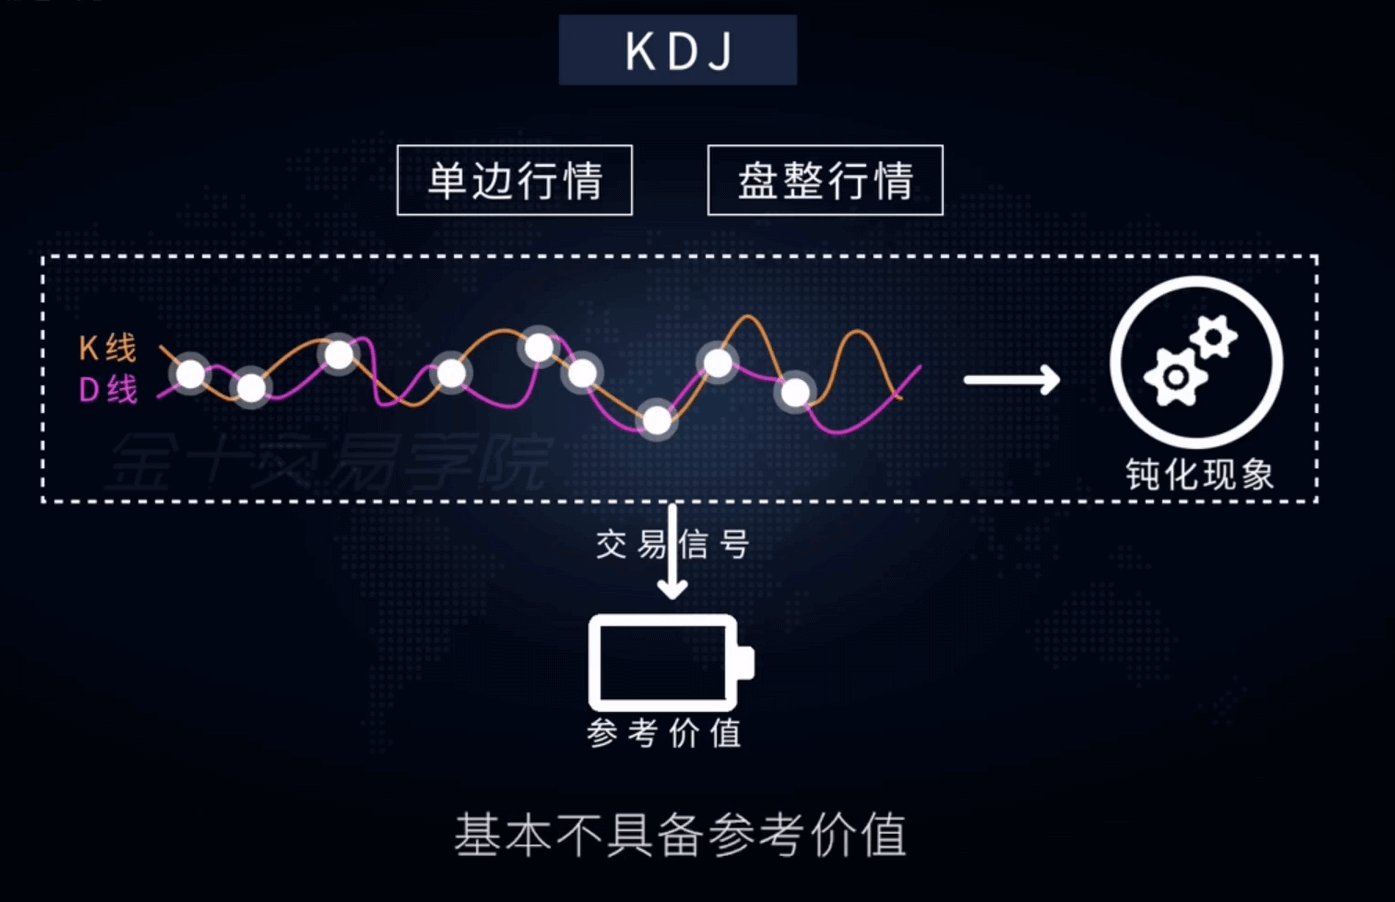 KDJ
单边行情
盘整行情
K线
D线
金十交易学院
钝化现象
交易信号
参考价值
基本不具备参考价值